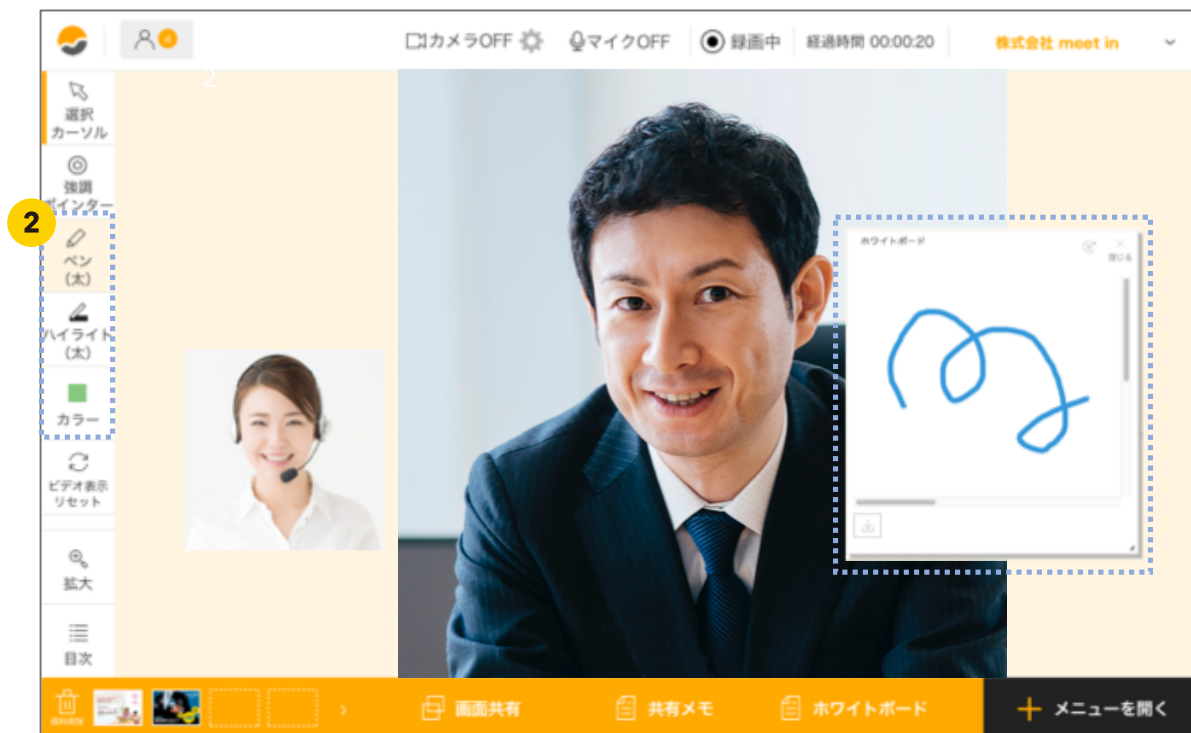 4
カメラOFF
マイクOFF
録画中
経過時間 00:00:20
株式会社 meet in
2
選択
カーソル
強調
ポインター
2
ペン
(太)
ハイライト
(太)
カラー
ビデオ表示
リセット
拡大
目次
ホワイトボード
閉じる
画面共有
共有メモ
ホワイトボード
メニューを開く